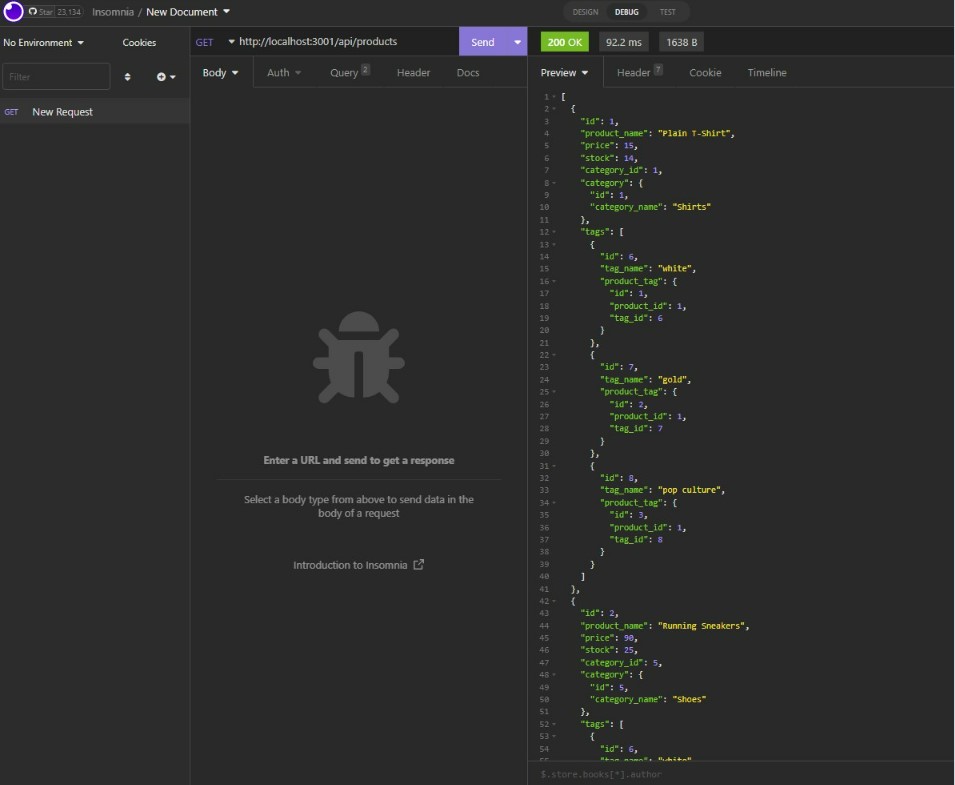 Star 23,134 Insomnia / New Document
DESIGN DEBUG TEST
No Environment Cookies
Filter
GET New Request
GET http://localhost:3001/api/products Send
Body Auth Query 2 Header Docs
Enter a URL and send to get a response
Select a body type from above to send data in the
body of a request
Introduction to Insomnia
200 OK 92.2 ms 1638 B
Preview Header 7 Cookie Timeline
1 [
2 {
3 "id": 1,
4 "product_name": "Plain T-Shirt",
5 "price": 15,
6 "stock": 14,
7 "category_id": 1,
8 "category": {
9 "id": 1,
10 "category_name": "Shirts"
11 },
12 "tags": [
13 {
14 "id": 6,
15 "tag_name": "white",
16 "product_tag": {
17 "id": 1,
18 "product_id": 1,
19 "tag_id": 6
20 }
21 },
22 {
23 "id": 7,
24 "tag_name": "gold",
25 "product_tag": {
26 "id": 2,
27 "product_id": 1,
28 "tag_id": 7
29 }
30 },
31 {
32 "id": 8,
33 "tag_name": "pop culture",
34 "product_tag": {
35 "id": 3,
36 "product_id": 1,
37 "tag_id": 8
38 }
39 }
40 ]
41 },
42 {
43 "id": 2,
44 "product_name": "Running Sneakers",
45 "price": 90,
46 "stock": 25,
47 "category_id": 5,
48 "category": {
49 "id": 5,
50 "category_name": "Shoes"
51 },
52 "tags": [
53 {
54 "id": 6,
55 "tag_name": "white",
$.store.books[*].author